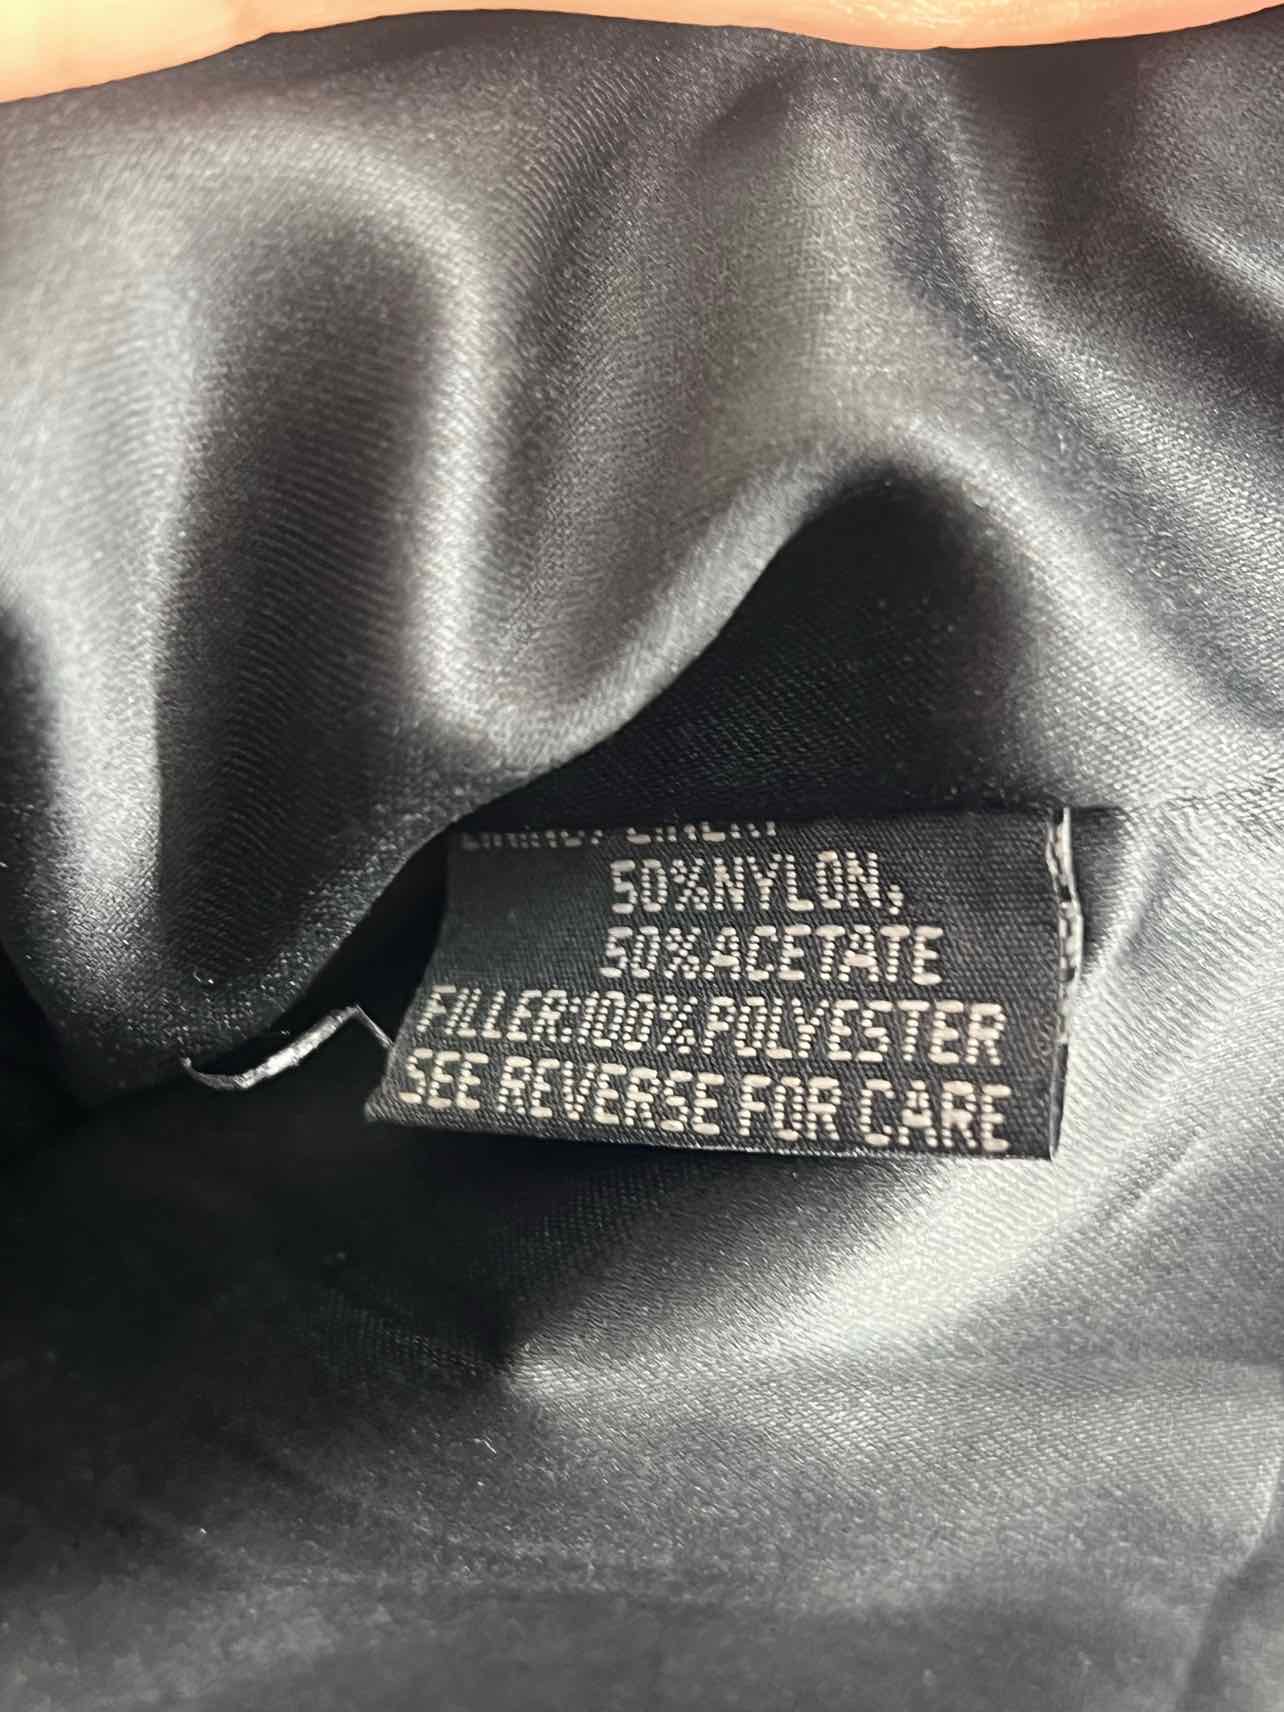 50%NYLON,
50%ACETATE
FILLER:100%POLYESTER
SEE REVERSE FOR CARE